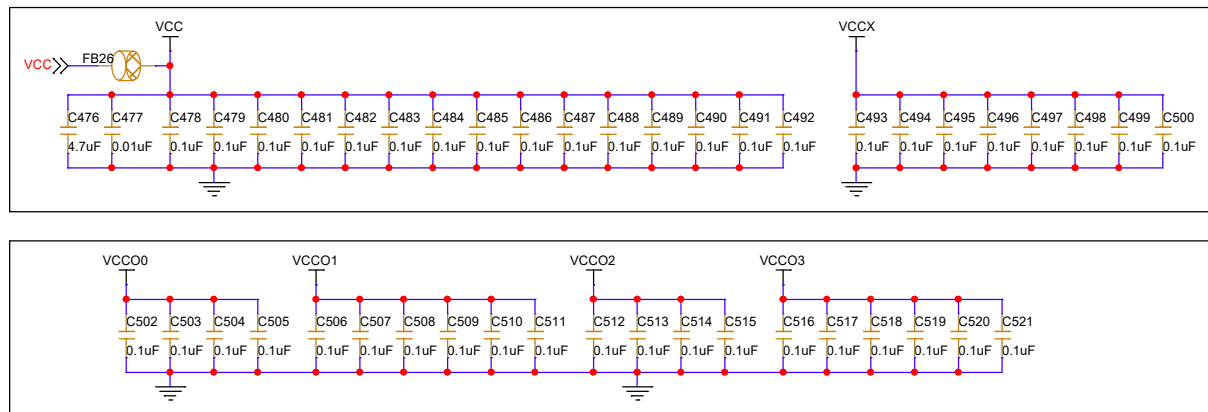 VCC VCCX
VCC FB26
C476 C477 C478 C479 C480 C481 C482 C483 C484 C485 C486 C487 C488 C489 C490 C491 C492 C493 C494 C495 C496 C497 C498 C499 C500
4.7uF 0.01uF 0.1uF 0.1uF 0.1uF 0.1uF 0.1uF 0.1uF 0.1uF 0.1uF 0.1uF 0.1uF 0.1uF 0.1uF 0.1uF 0.1uF 0.1uF 0.1uF 0.1uF 0.1uF 0.1uF 0.1uF 0.1uF 0.1uF 0.1uF
VCCO0 VCCO1 VCCO2 VCCO3
C502 C503 C504 C505 C506 C507 C508 C509 C510 C511 C512 C513 C514 C515 C516 C517 C518 C519 C520 C521
0.1uF 0.1uF 0.1uF 0.1uF 0.1uF 0.1uF 0.1uF 0.1uF 0.1uF 0.1uF 0.1uF 0.1uF 0.1uF 0.1uF 0.1uF 0.1uF 0.1uF 0.1uF 0.1uF 0.1uF